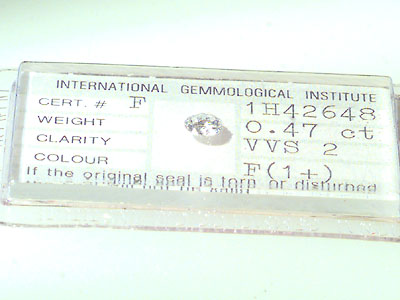 INTERNATIONAL GEMMOLOGICAL INSTITUTE
CERT. # F 1H42648
WEIGHT 0.47 ct
CLARITY VVS 2
COLOUR F(1+)
If the original seal is torn or disturbed